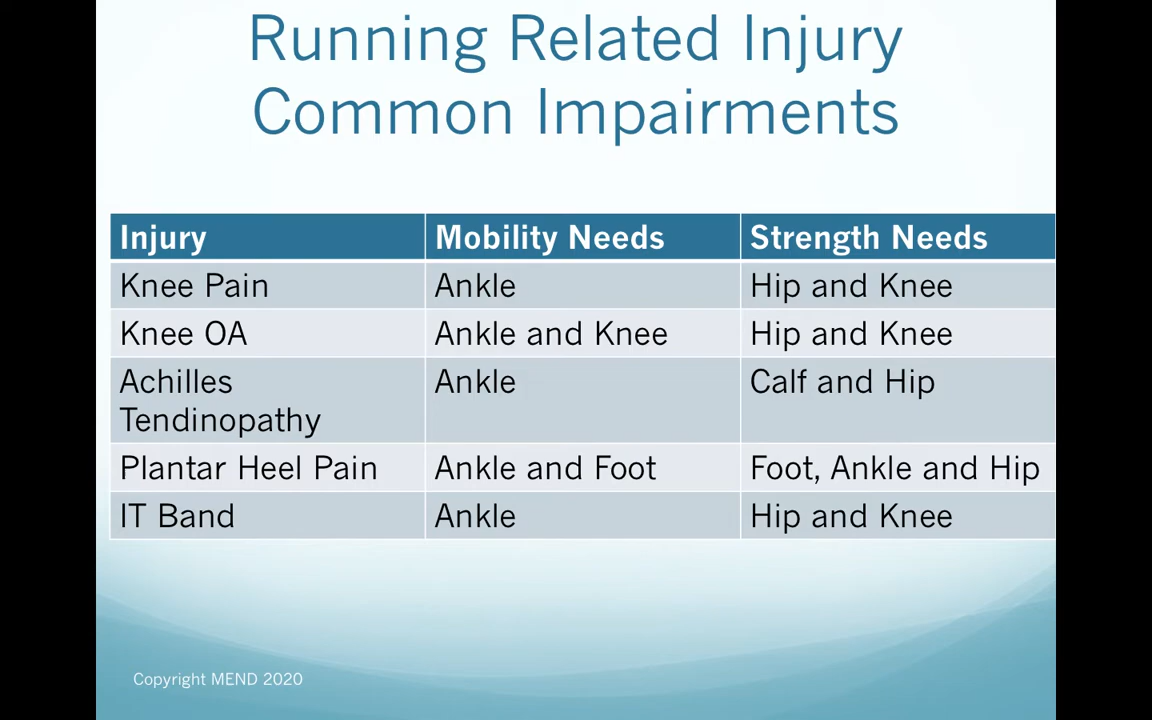 Running Related Injury
Common Impairments
Injury Mobility Needs Strength Needs
Knee Pain Ankle Hip and Knee
Knee OA Ankle and Knee Hip and Knee
Achilles Ankle Calf and Hip
Tendinopathy
Plantar Heel Pain Ankle and Foot Foot, Ankle and Hip
IT Band Ankle Hip and Knee
Copyright MEND 2020